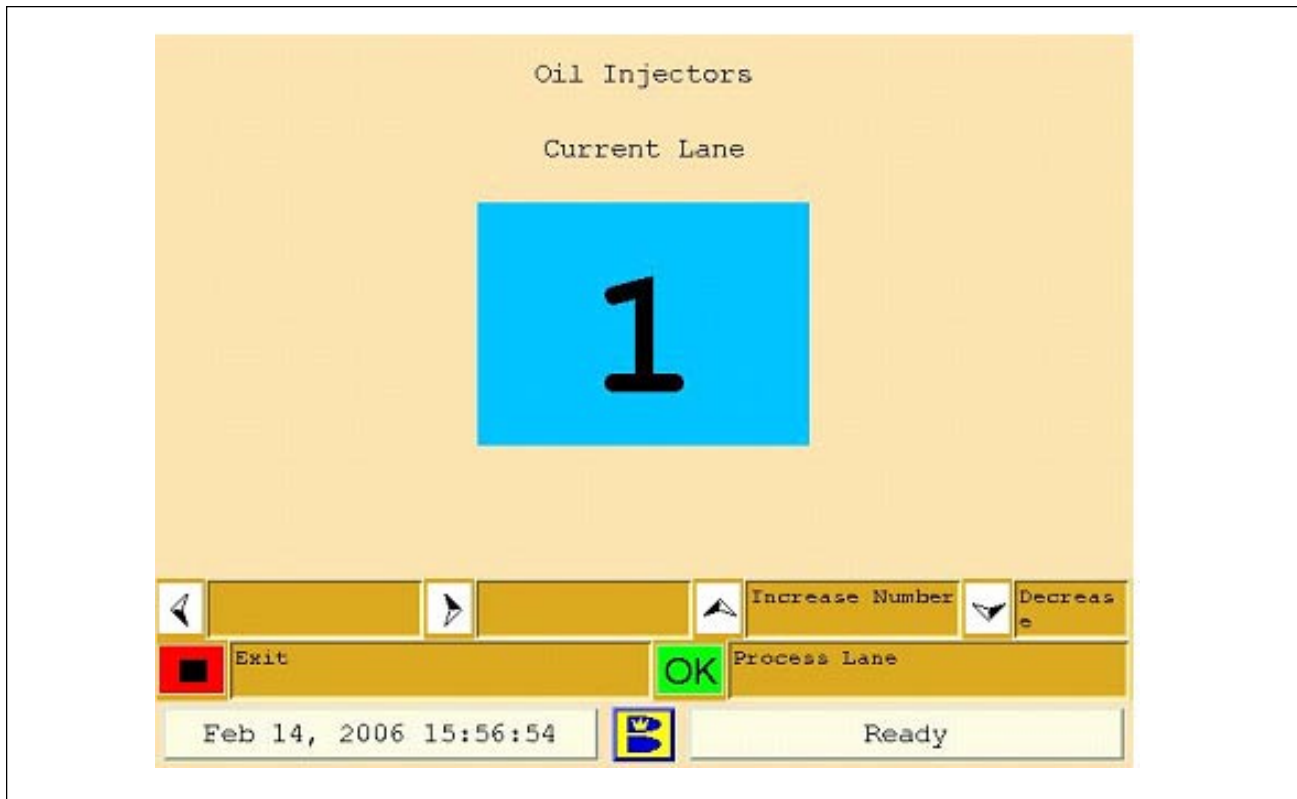 Oil Injectors
Current Lane
1
Increase Number
Decreas
e
Exit
OK
Process Lane
Feb 14, 2006 15:56:54
Ready